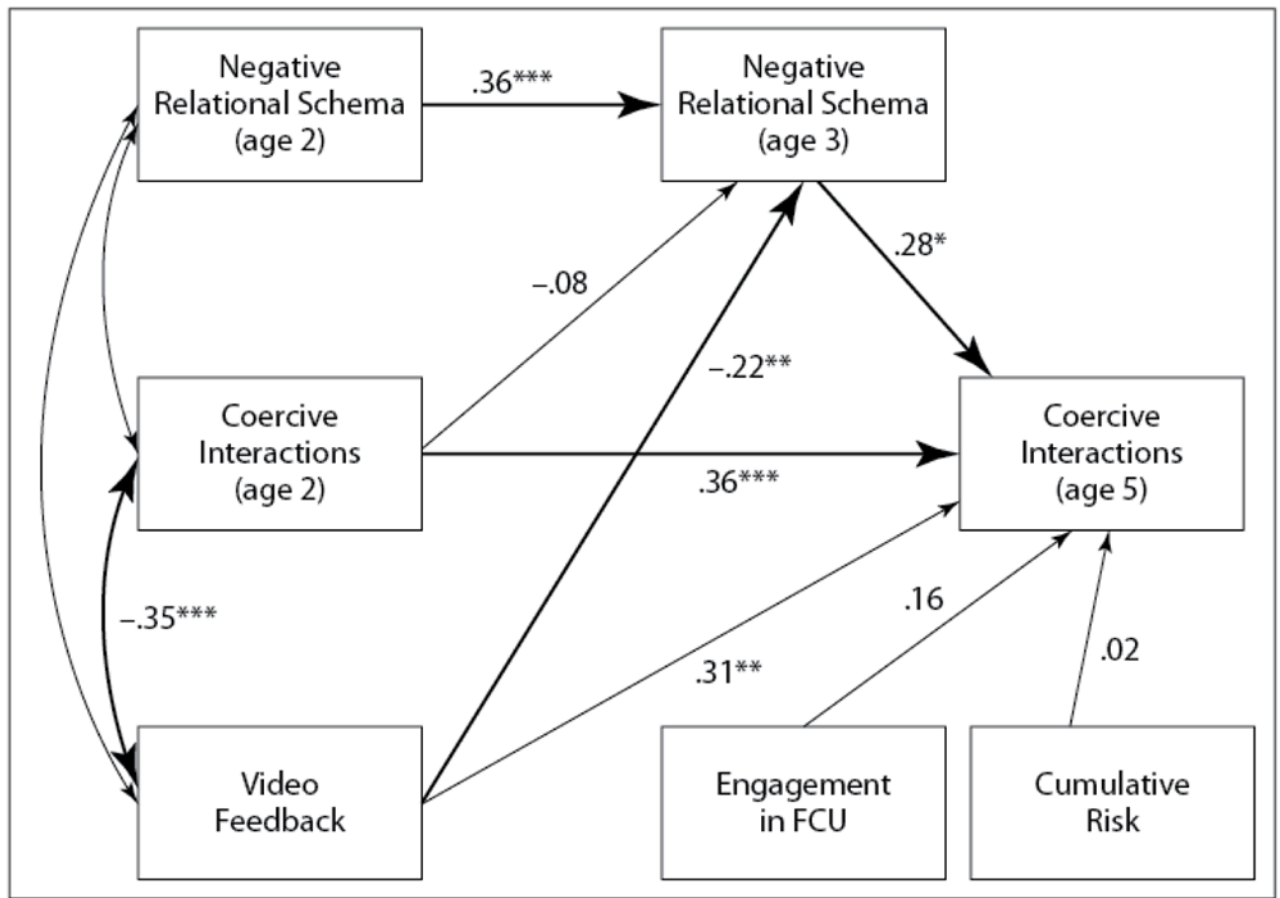 Negative
Relational Schema
(age 2)
.36***
Negative
Relational Schema
(age 3)
–.08
.28*
–.22**
Coercive
Interactions
(age 2)
.36***
Coercive
Interactions
(age 5)
–.35***
.31**
.16
.02
Video
Feedback
Engagement
in FCU
Cumulative
Risk